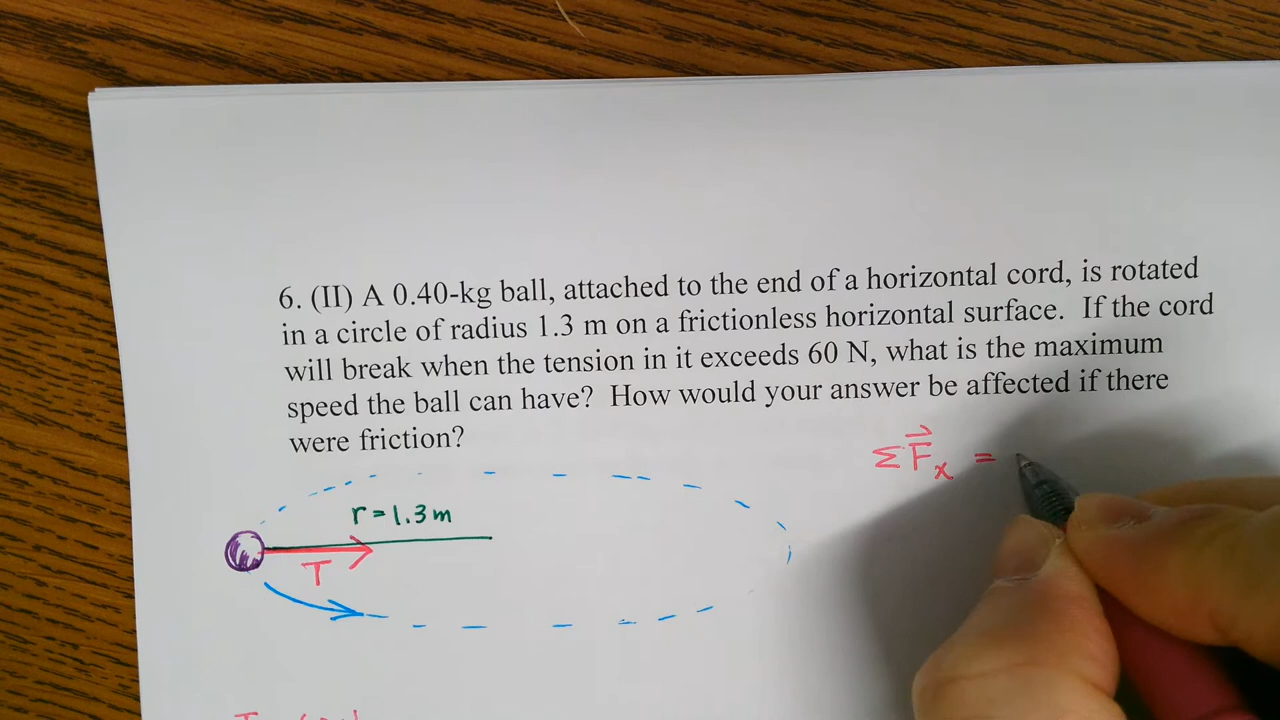 6. (II) A 0.40-kg ball, attached to the end of a horizontal cord, is rotated
in a circle of radius 1.3 m on a frictionless horizontal surface. If the cord
will break when the tension in it exceeds 60 N, what is the maximum
speed the ball can have? How would your answer be affected if there
were friction?
ΣF⃗x =
r = 1.3 m
T